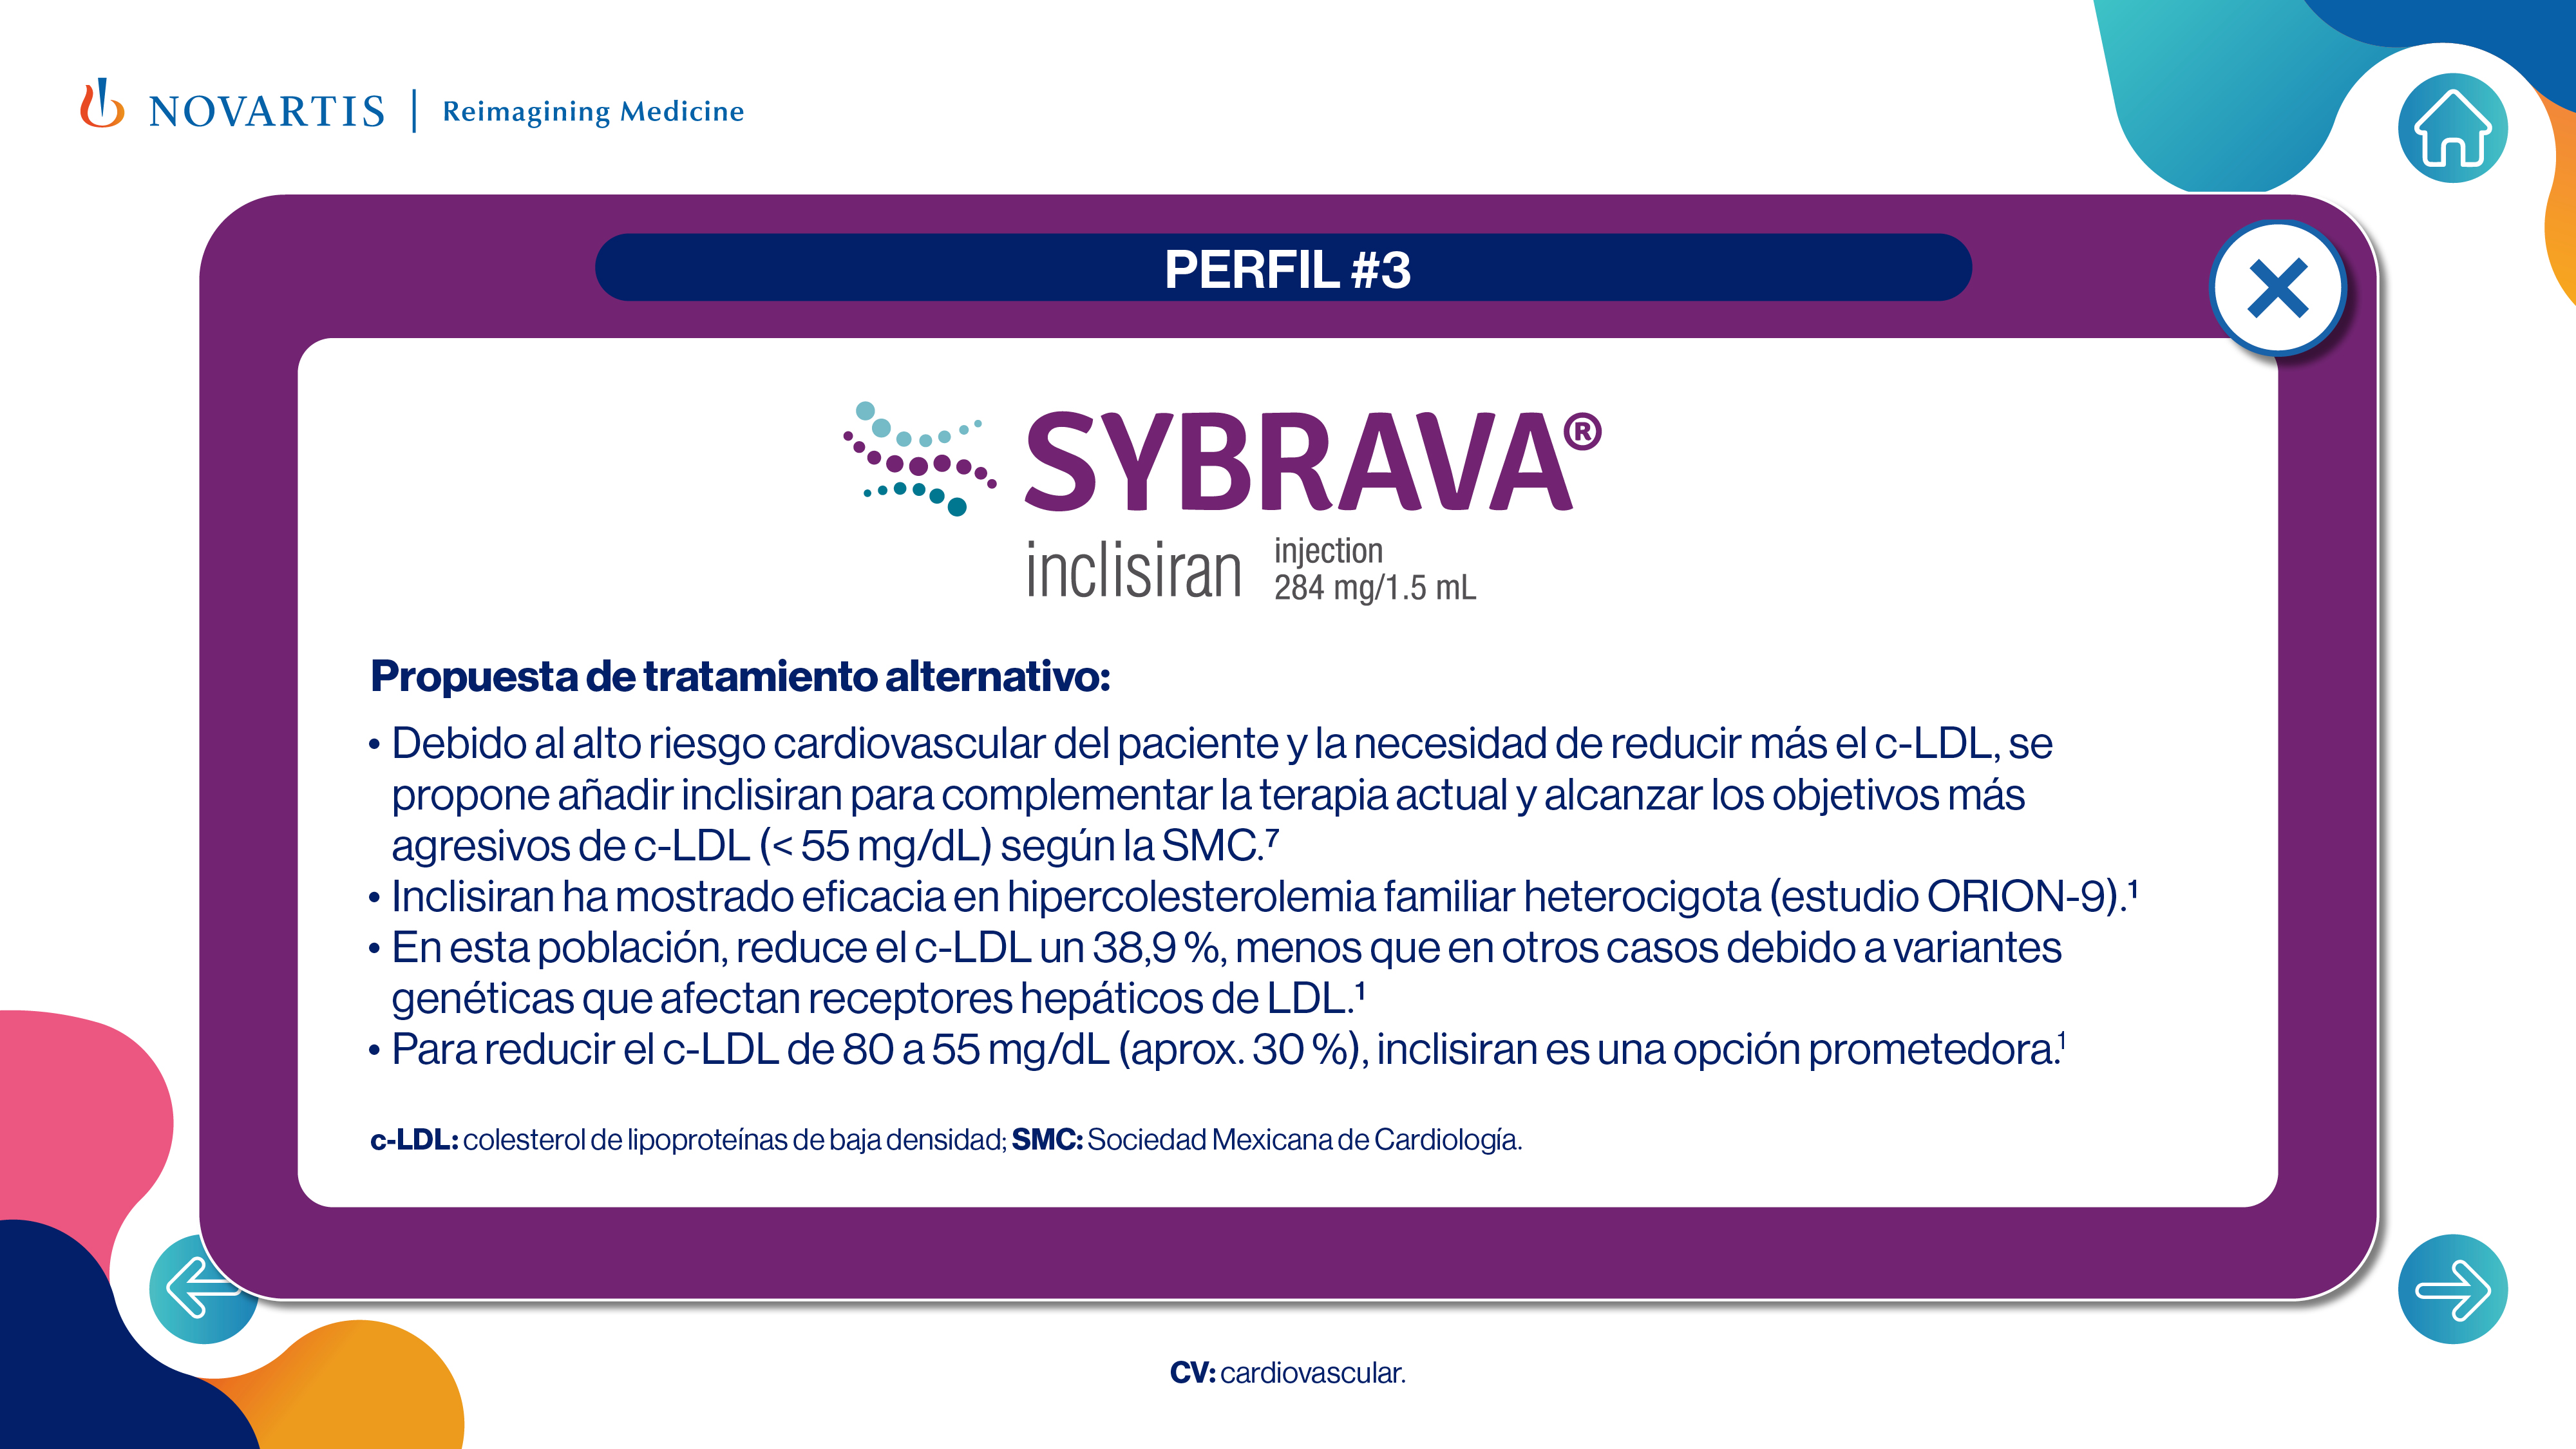 NOVARTIS | Reimagining Medicine
PERFIL #3
SYBRAVA®
inclisiran injection
284 mg/1.5 mL
Propuesta de tratamiento alternativo:
• Debido al alto riesgo cardiovascular del paciente y la necesidad de reducir más el c-LDL, se
propone añadir inclisiran para complementar la terapia actual y alcanzar los objetivos más
agresivos de c-LDL (< 55 mg/dL) según la SMC.⁷
• Inclisiran ha mostrado eficacia en hipercolesterolemia familiar heterocigota (estudio ORION-9).¹
• En esta población, reduce el c-LDL un 38,9 %, menos que en otros casos debido a variantes
genéticas que afectan receptores hepáticos de LDL.¹
• Para reducir el c-LDL de 80 a 55 mg/dL (aprox. 30 %), inclisiran es una opción prometedora.¹
c-LDL: colesterol de lipoproteínas de baja densidad; SMC: Sociedad Mexicana de Cardiología.
CV: cardiovascular.